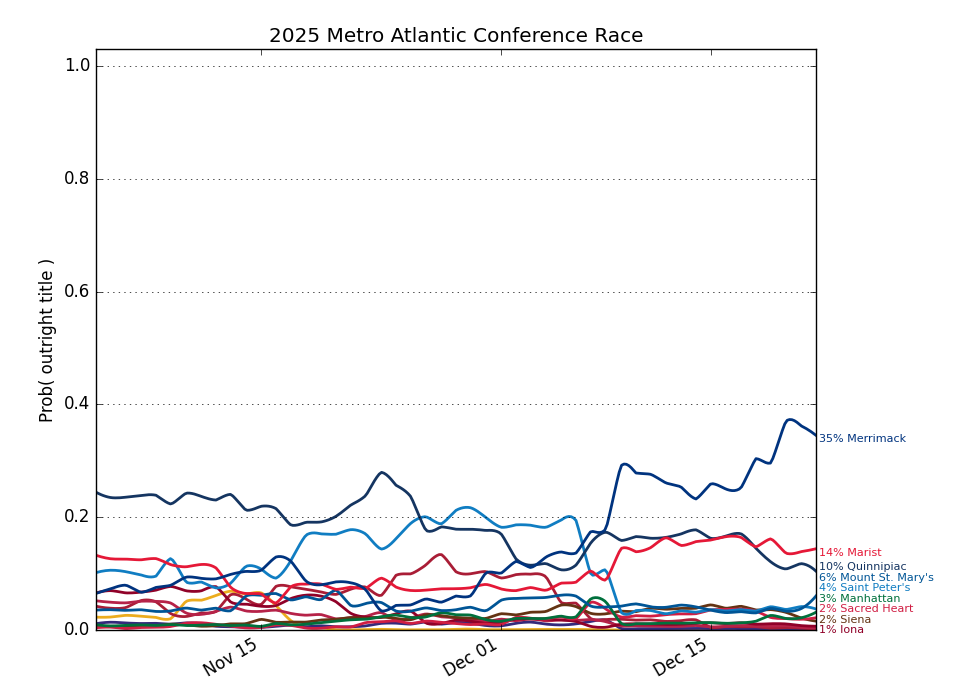 2025 Metro Atlantic Conference Race
Prob( outright title )
1.0
0.8
0.6
0.4
0.2
0.0
Nov 15
Dec 01
Dec 15
35% Merrimack
14% Marist
10% Quinnipiac
6% Mount St. Mary's
4% Saint Peter's
3% Manhattan
2% Sacred Heart
2% Siena
1% Iona